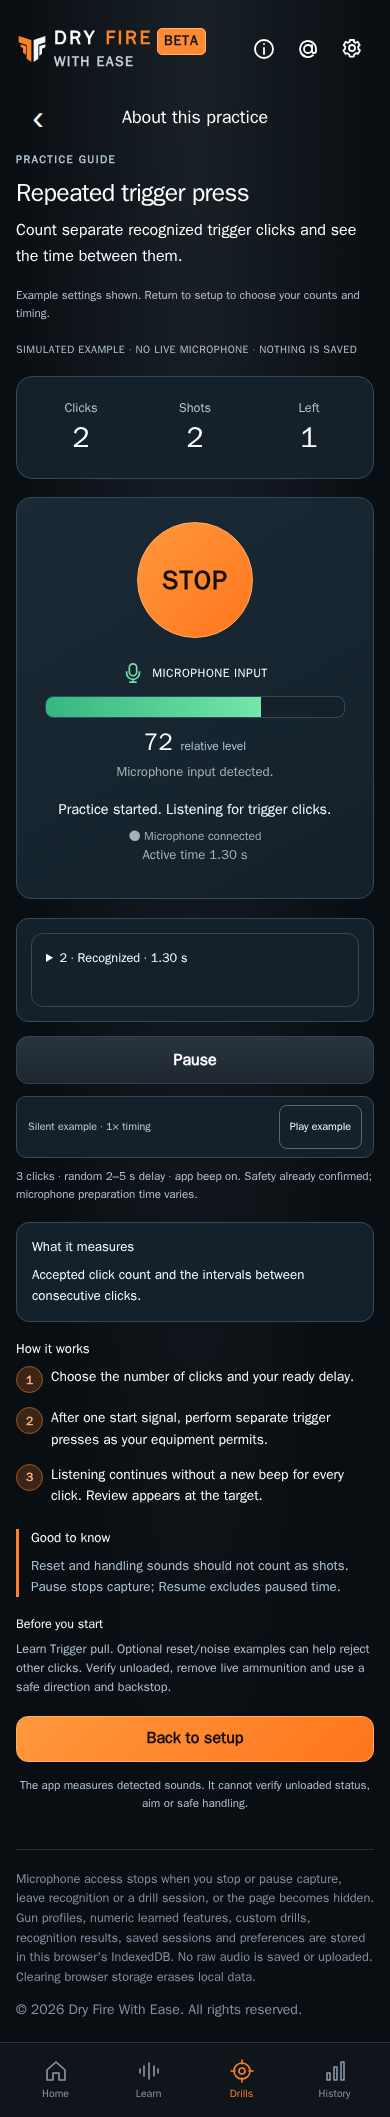 DRY FIRE BETA
WITH EASE
‹ About this practice
PRACTICE GUIDE
Repeated trigger press
Count separate recognized trigger clicks and see
the time between them.
Example settings shown. Return to setup to choose your counts and
timing.
SIMULATED EXAMPLE · NO LIVE MICROPHONE · NOTHING IS SAVED
Clicks Shots Left
2 2 1
STOP
MICROPHONE INPUT
72 relative level
Microphone input detected.
Practice started. Listening for trigger clicks.
Microphone connected
Active time 1.30 s
2 · Recognized · 1.30 s
Pause
Silent example · 1× timing Play example
3 clicks · random 2–5 s delay · app beep on. Safety already confirmed;
microphone preparation time varies.
What it measures
Accepted click count and the intervals between
consecutive clicks.
How it works
1 Choose the number of clicks and your ready delay.
2 After one start signal, perform separate trigger
presses as your equipment permits.
3 Listening continues without a new beep for every
click. Review appears at the target.
Good to know
Reset and handling sounds should not count as shots.
Pause stops capture; Resume excludes paused time.
Before you start
Learn Trigger pull. Optional reset/noise examples can help reject
other clicks. Verify unloaded, remove live ammunition and use a
safe direction and backstop.
Back to setup
The app measures detected sounds. It cannot verify unloaded status,
aim or safe handling.
Microphone access stops when you stop or pause capture,
leave recognition or a drill session, or the page becomes hidden.
Gun profiles, numeric learned features, custom drills,
recognition results, saved sessions and preferences are stored
in this browser's IndexedDB. No raw audio is saved or uploaded.
Clearing browser storage erases local data.
© 2026 Dry Fire With Ease. All rights reserved.
Home Learn Drills History